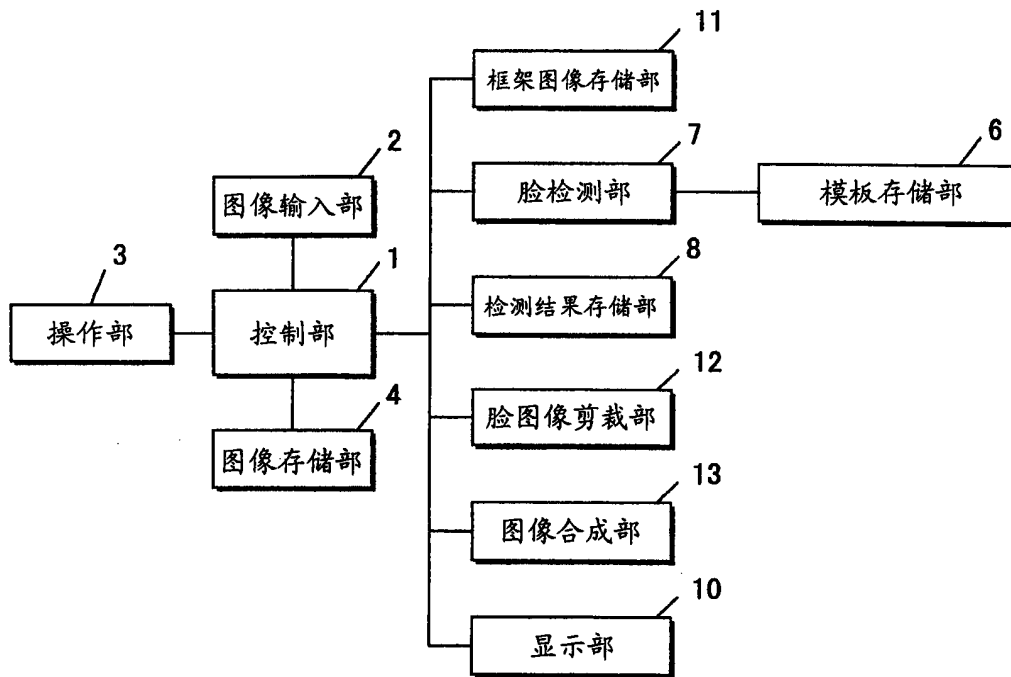 11
框架图像存储部
2
图像输入部
7
脸检测部
6
模板存储部
3
操作部
1
控制部
8
检测结果存储部
4
图像存储部
12
脸图像剪裁部
13
图像合成部
10
显示部